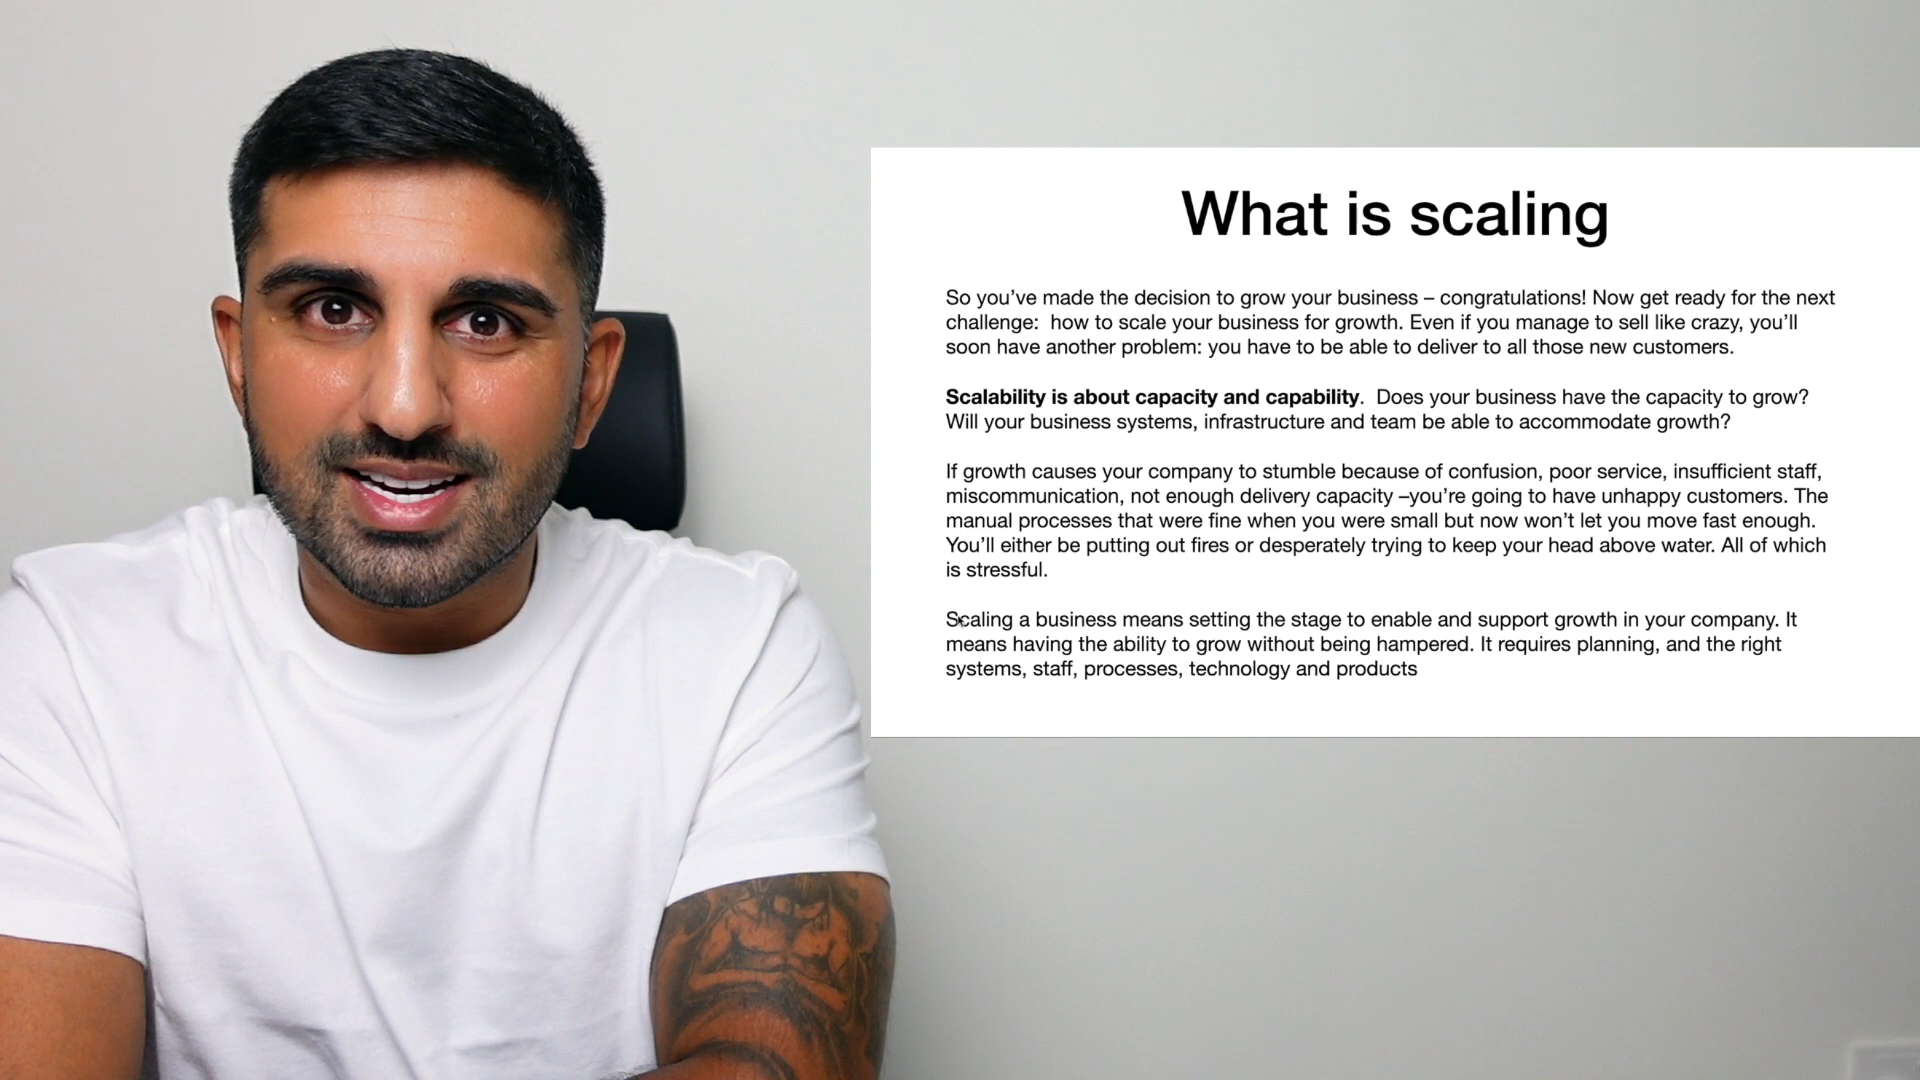 What is scaling
So you’ve made the decision to grow your business – congratulations! Now get ready for the next
challenge:  how to scale your business for growth. Even if you manage to sell like crazy, you’ll
soon have another problem: you have to be able to deliver to all those new customers.
Scalability is about capacity and capability.  Does your business have the capacity to grow?
Will your business systems, infrastructure and team be able to accommodate growth?
If growth causes your company to stumble because of confusion, poor service, insufficient staff,
miscommunication, not enough delivery capacity –you’re going to have unhappy customers. The
manual processes that were fine when you were small but now won’t let you move fast enough.
You’ll either be putting out fires or desperately trying to keep your head above water. All of which
is stressful.
Scaling a business means setting the stage to enable and support growth in your company. It
means having the ability to grow without being hampered. It requires planning, and the right
systems, staff, processes, technology and products